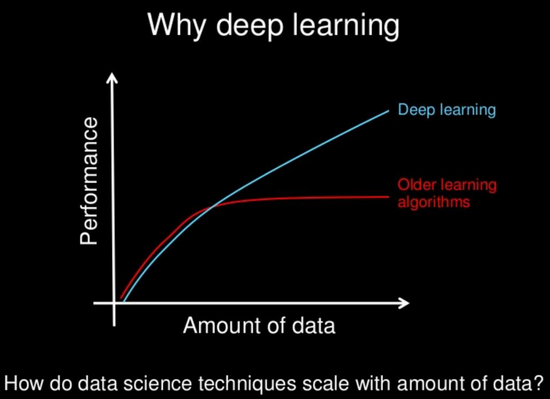 Why deep learning
Performance
Deep learning
Older learning
algorithms
Amount of data
How do data science techniques scale with amount of data?